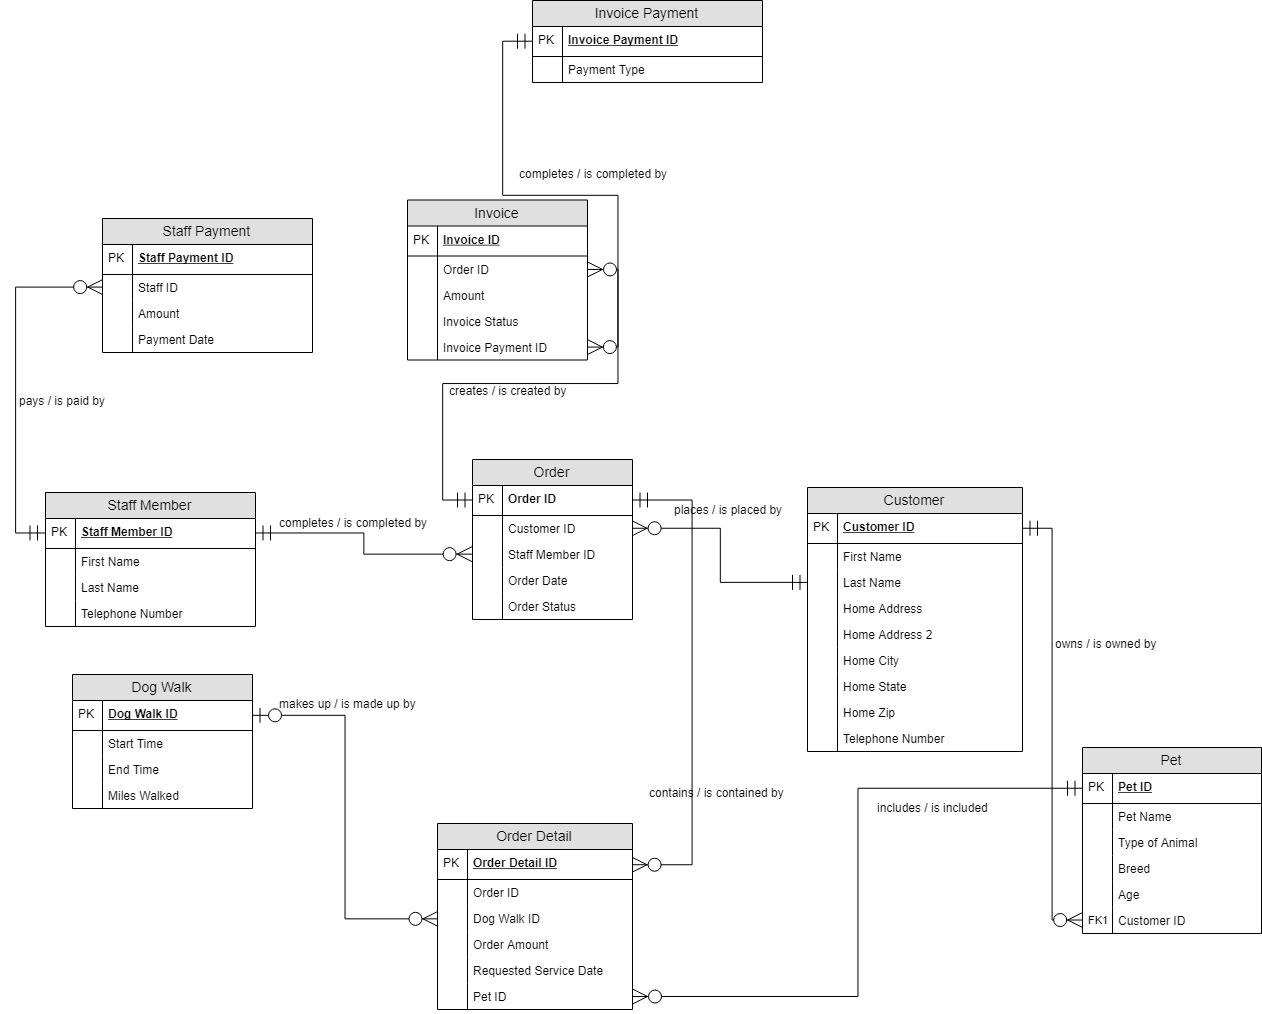 Invoice Payment
PK Invoice Payment ID
Payment Type
completes / is completed by
Invoice
PK Invoice ID
Order ID
Amount
Invoice Status
Invoice Payment ID
Staff Payment
PK Staff Payment ID
Staff ID
Amount
Payment Date
pays / is paid by
creates / is created by
Staff Member
PK Staff Member ID
First Name
Last Name
Telephone Number
completes / is completed by
Order
PK Order ID
Customer ID
Staff Member ID
Order Date
Order Status
places / is placed by
Customer
PK Customer ID
First Name
Last Name
Home Address
Home Address 2
Home City
Home State
Home Zip
Telephone Number
owns / is owned by
Dog Walk
PK Dog Walk ID
Start Time
End Time
Miles Walked
makes up / is made up by
contains / is contained by
includes / is included
Pet
PK Pet ID
Pet Name
Type of Animal
Breed
Age
FK1 Customer ID
Order Detail
PK Order Detail ID
Order ID
Dog Walk ID
Order Amount
Requested Service Date
Pet ID